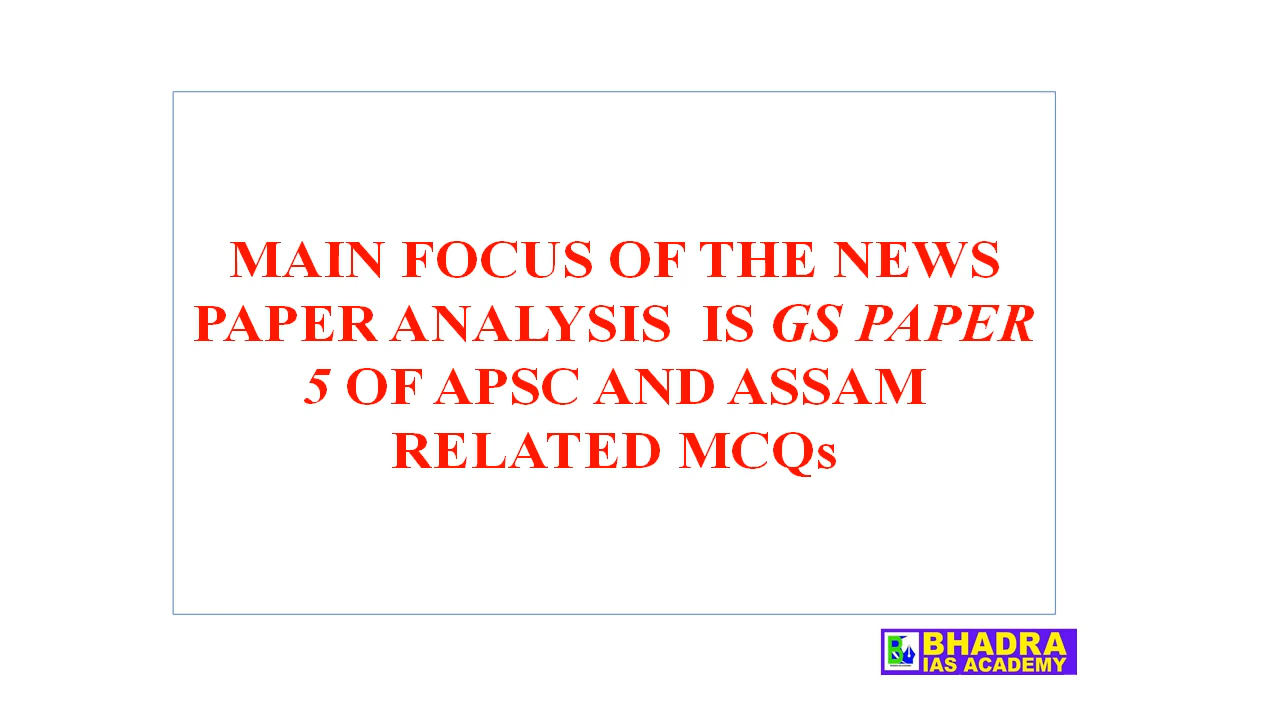 MAIN FOCUS OF THE NEWS
PAPER ANALYSIS  IS GS PAPER
5 OF APSC AND ASSAM
RELATED MCQs
BHADRA
IAS ACADEMY